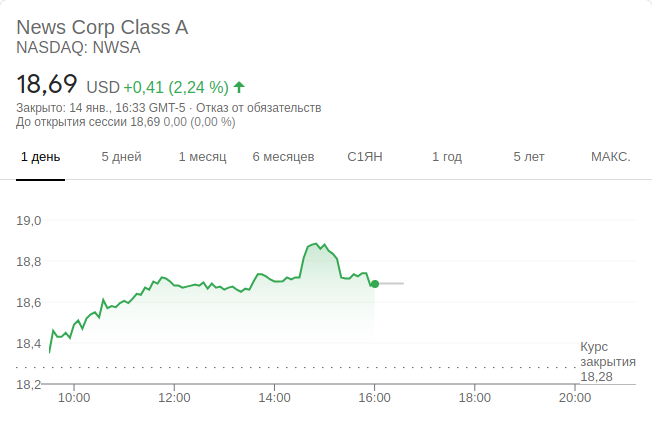 News Corp Class A
NASDAQ: NWSA
18,69 USD +0,41 (2,24 %)
Закрыто: 14 янв., 16:33 GMT-5 · Отказ от обязательств
До открытия сессии 18,69 0,00 (0,00 %)
1 день 5 дней 1 месяц 6 месяцев С1ЯН 1 год 5 лет МАКС.
19,0
18,8
18,6
18,4
Курс
закрытия
18,28
18,2
10:00 12:00 14:00 16:00 18:00 20:00